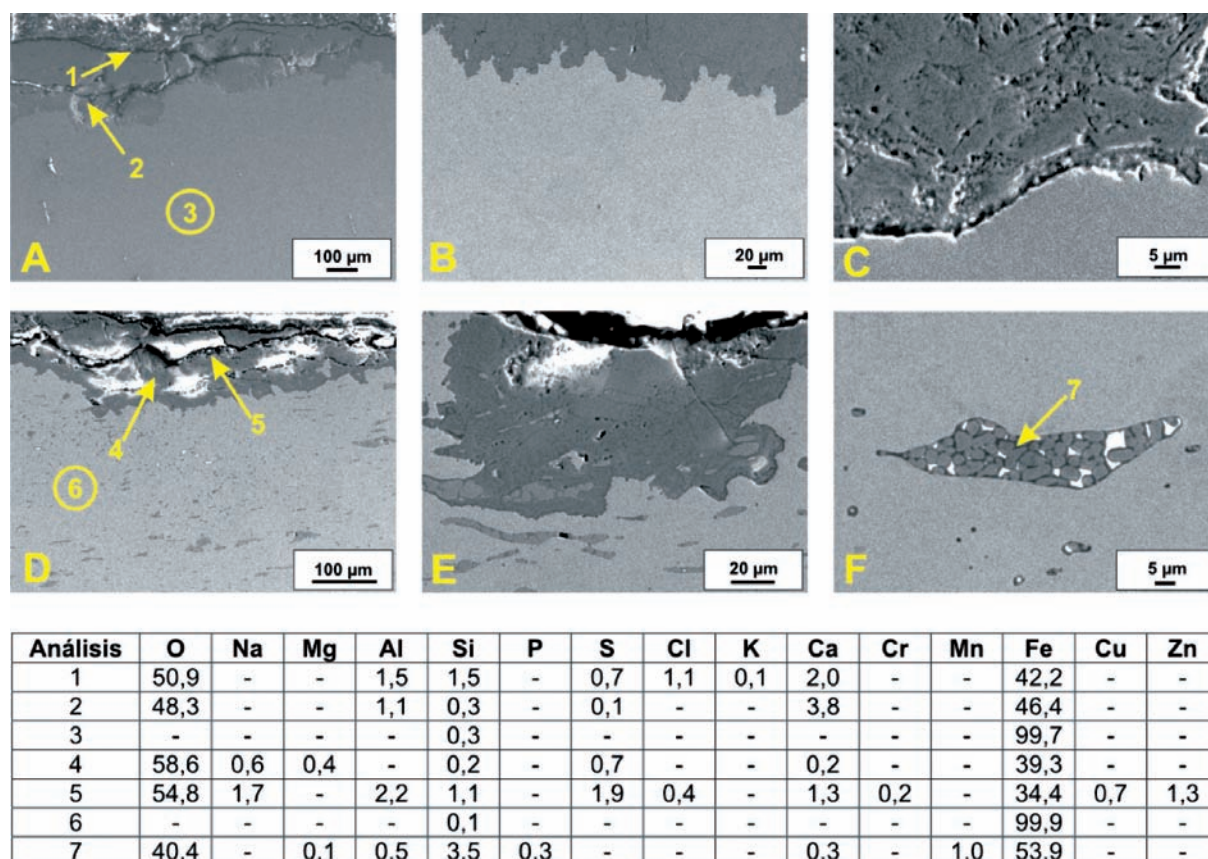 1
2
3
A
100 µm
B
20 µm
C
5 µm
4
5
6
D
100 µm
E
20 µm
7
F
5 µm
Análisis O Na Mg Al Si P S Cl K Ca Cr Mn Fe Cu Zn
1 50,9 - - 1,5 1,5 - 0,7 1,1 0,1 2,0 - - 42,2 - -
2 48,3 - - 1,1 0,3 - 0,1 - - 3,8 - - 46,4 - -
3 - - - - 0,3 - - - - - - - 99,7 - -
4 58,6 0,6 0,4 - 0,2 - 0,7 - - 0,2 - - 39,3 - -
5 54,8 1,7 - 2,2 1,1 - 1,9 0,4 - 1,3 0,2 - 34,4 0,7 1,3
6 - - - - 0,1 - - - - - - - 99,9 - -
7 40,4 - 0,1 0,5 3,5 0,3 - - - 0,3 - 1,0 53,9 - -